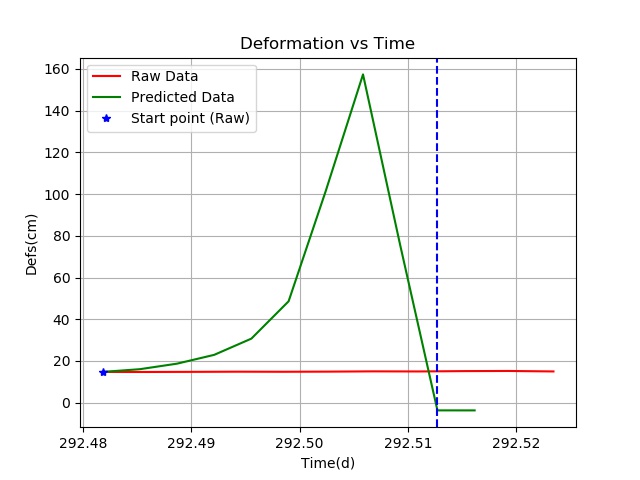 Deformation vs Time
Raw Data
Predicted Data
Start point (Raw)
160
140
120
100
80
60
40
20
0
Defs(cm)
292.48 292.49 292.50 292.51 292.52
Time(d)